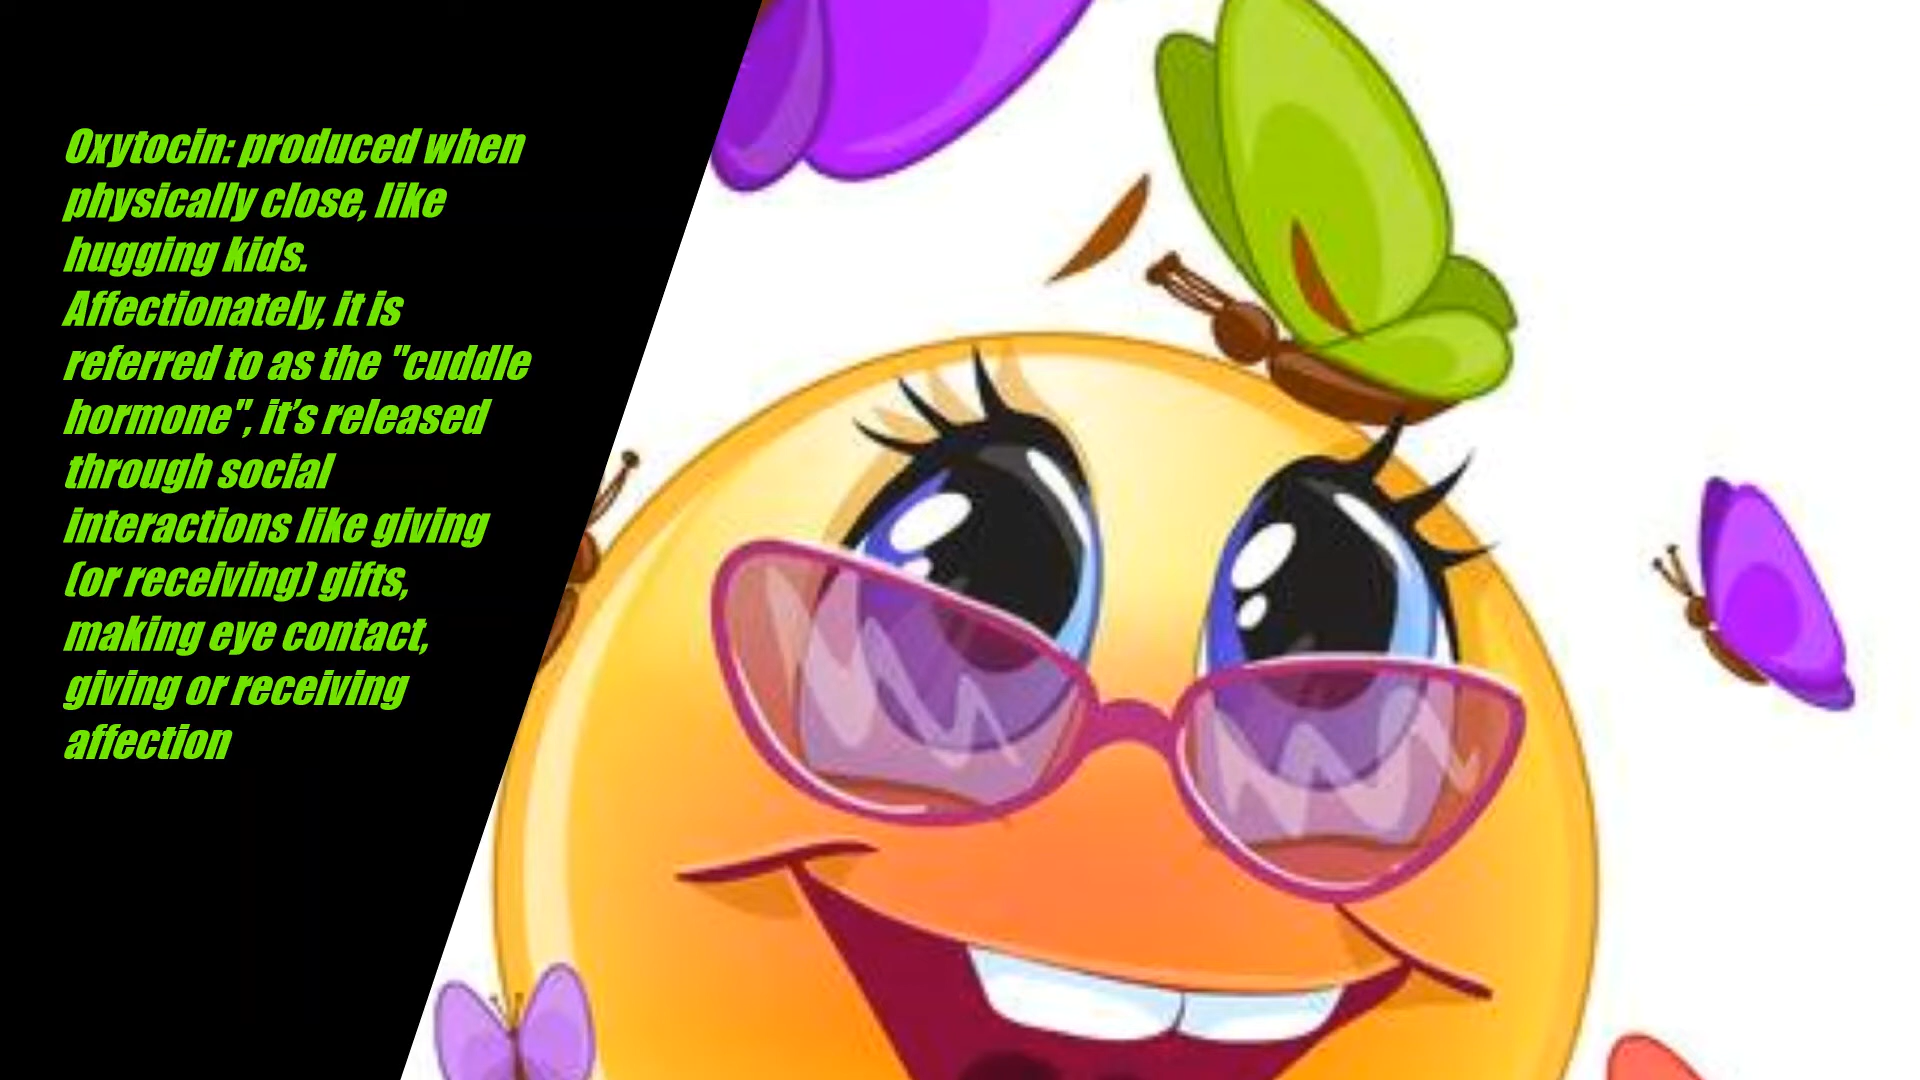 Oxytocin: produced when
physically close, like
hugging kids.
Affectionately, it is
referred to as the "cuddle
hormone", it’s released
through social
interactions like giving
(or receiving) gifts,
making eye contact,
giving or receiving
affection